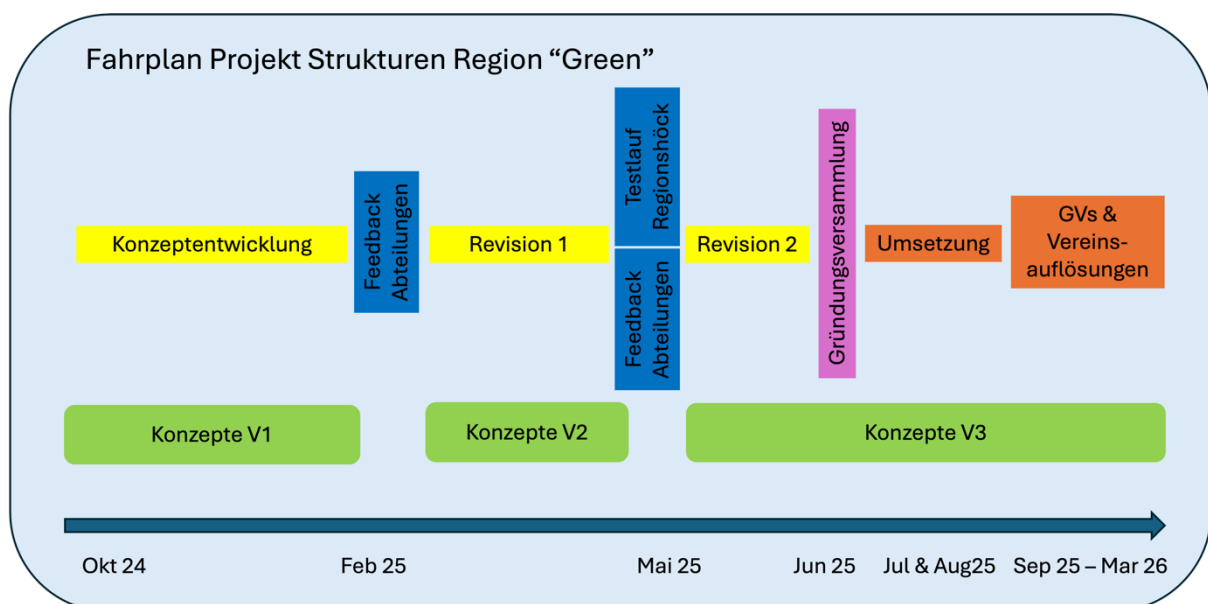 Fahrplan Projekt Strukturen Region “Green”
Konzeptentwicklung
Feedback
Abteilungen
Revision 1
Testlauf
Regionshöck
Feedback
Abteilungen
Revision 2
Gründungsversammlung
Umsetzung
GVs &
Vereins-
auflösungen
Konzepte V1
Konzepte V2
Konzepte V3
Okt 24
Feb 25
Mai 25
Jun 25
Jul & Aug25
Sep 25 – Mar 26